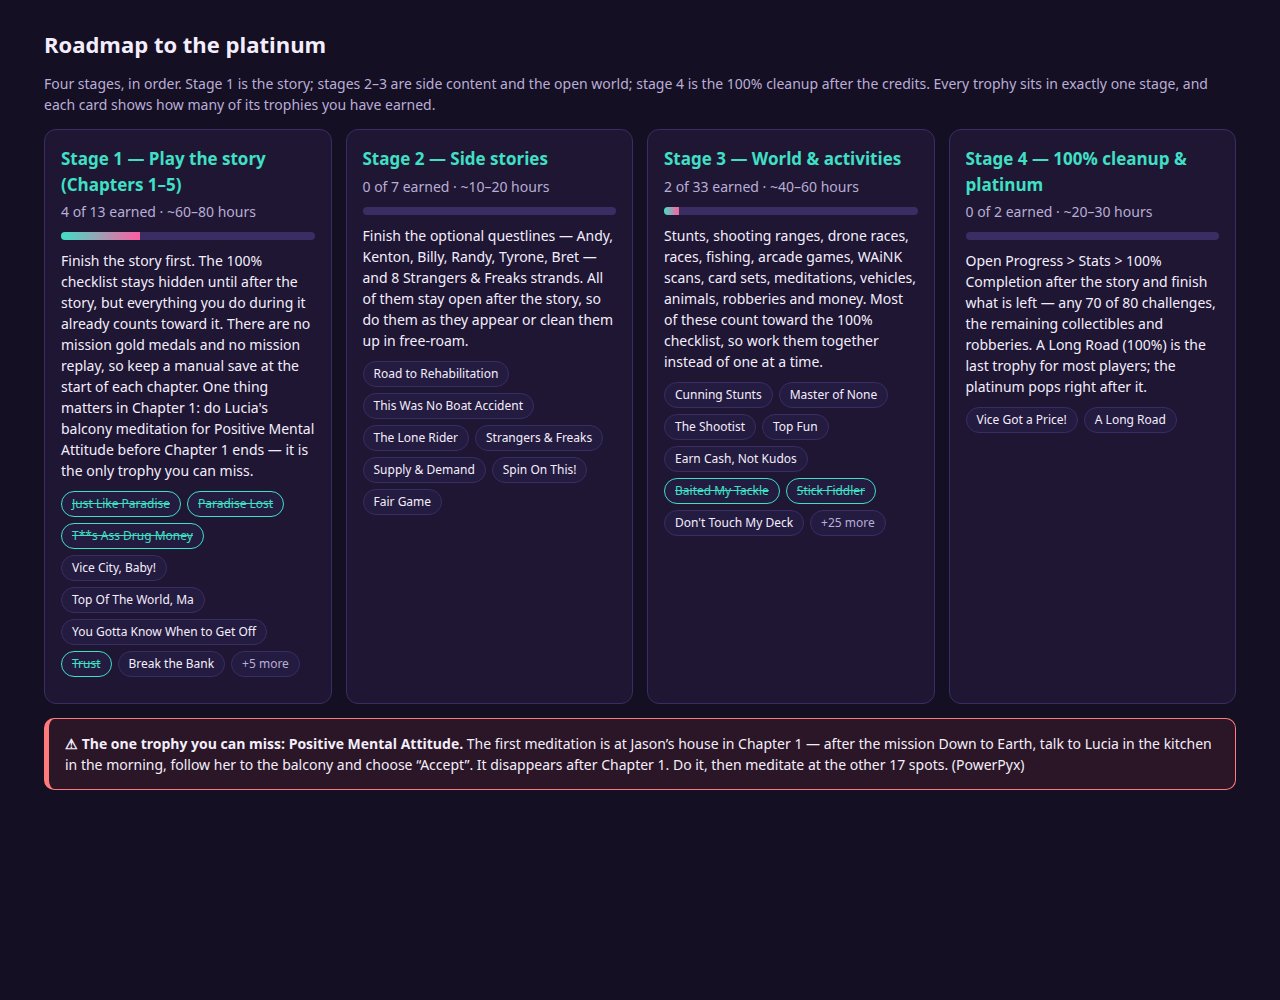 Roadmap to the platinum
Four stages, in order. Stage 1 is the story; stages 2–3 are side content and the open world; stage 4 is the 100% cleanup after the credits. Every trophy sits in exactly one stage, and
each card shows how many of its trophies you have earned.
Stage 1 — Play the story
(Chapters 1–5)
4 of 13 earned · ~60–80 hours
Finish the story first. The 100%
checklist stays hidden until after the
story, but everything you do during it
already counts toward it. There are no
mission gold medals and no mission
replay, so keep a manual save at the
start of each chapter. One thing
matters in Chapter 1: do Lucia's
balcony meditation for Positive Mental
Attitude before Chapter 1 ends — it is
the only trophy you can miss.
Just Like Paradise
Paradise Lost
T**s Ass Drug Money
Vice City, Baby!
Top Of The World, Ma
You Gotta Know When to Get Off
Trust
Break the Bank
+5 more
Stage 2 — Side stories
0 of 7 earned · ~10–20 hours
Finish the optional questlines — Andy,
Kenton, Billy, Randy, Tyrone, Bret —
and 8 Strangers & Freaks strands. All
of them stay open after the story, so
do them as they appear or clean them
up in free-roam.
Road to Rehabilitation
This Was No Boat Accident
The Lone Rider
Strangers & Freaks
Supply & Demand
Spin On This!
Fair Game
Stage 3 — World & activities
2 of 33 earned · ~40–60 hours
Stunts, shooting ranges, drone races,
races, fishing, arcade games, WAiNK
scans, card sets, meditations, vehicles,
animals, robberies and money. Most
of these count toward the 100%
checklist, so work them together
instead of one at a time.
Cunning Stunts
Master of None
The Shootist
Top Fun
Earn Cash, Not Kudos
Baited My Tackle
Stick Fiddler
Don't Touch My Deck
+25 more
Stage 4 — 100% cleanup &
platinum
0 of 2 earned · ~20–30 hours
Open Progress > Stats > 100%
Completion after the story and finish
what is left — any 70 of 80 challenges,
the remaining collectibles and
robberies. A Long Road (100%) is the
last trophy for most players; the
platinum pops right after it.
Vice Got a Price!
A Long Road
⚠ The one trophy you can miss: Positive Mental Attitude. The first meditation is at Jason’s house in Chapter 1 — after the mission Down to Earth, talk to Lucia in the kitchen
in the morning, follow her to the balcony and choose “Accept”. It disappears after Chapter 1. Do it, then meditate at the other 17 spots. (PowerPyx)